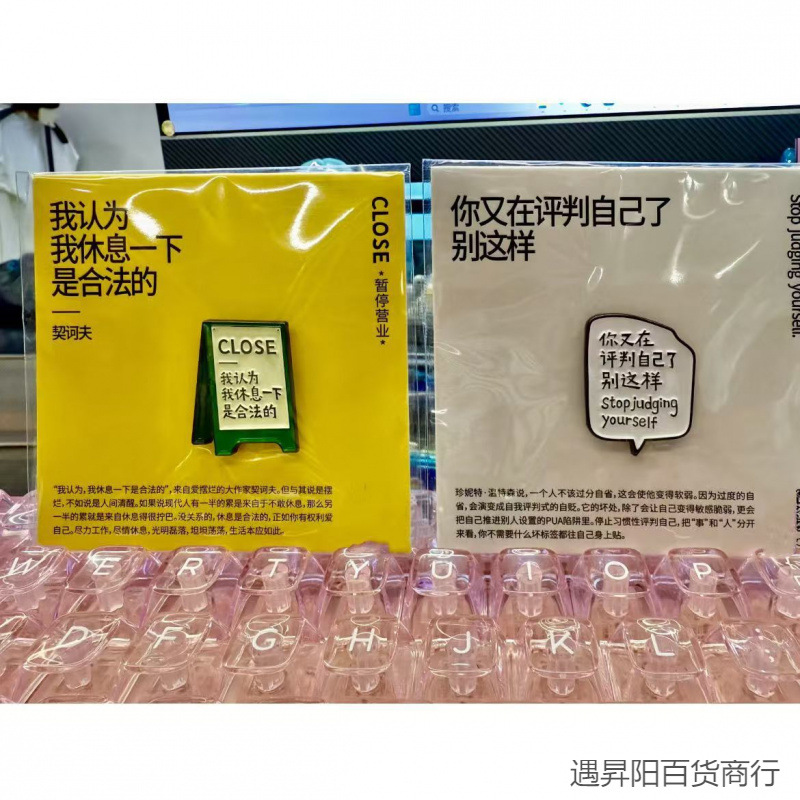 搜索
我认为
我休息一下
是合法的
契诃夫
CLOSE
★暂停营业★
CLOSE
我认为
我休息一下
是合法的
“我认为,我休息一下是合法的”,来自爱摆烂的大作家契诃夫。但与其说是摆
烂,不如说是人间清醒。如果说现代人有一半的累是来自于不敢休息,那么另
一半的累就是来自休息得很拧巴。没关系的,休息是合法的,正如你有权利爱
自己。尽力工作,尽情休息,光明磊落,坦坦荡荡,生活本应如此。
你又在评判自己了
别这样
Stop judging yourself.
你又在
评判自己了
别这样
Stop judging
yourself
珍妮特·温特森说,一个人不该过分自省,这会使他变得软弱。因为过度的自
省,会演变成自我评判式的自贬。它的坏处,除了会让自己变得敏感脆弱,更会
把自己推进别人设置的PUA陷阱里。停止习惯性评判自己,把“事”和“人”分开
来看,你不需要什么坏标签都往自己身上贴。
W E R T Y U I O P
D F G H J K L
遇昇阳百货商行